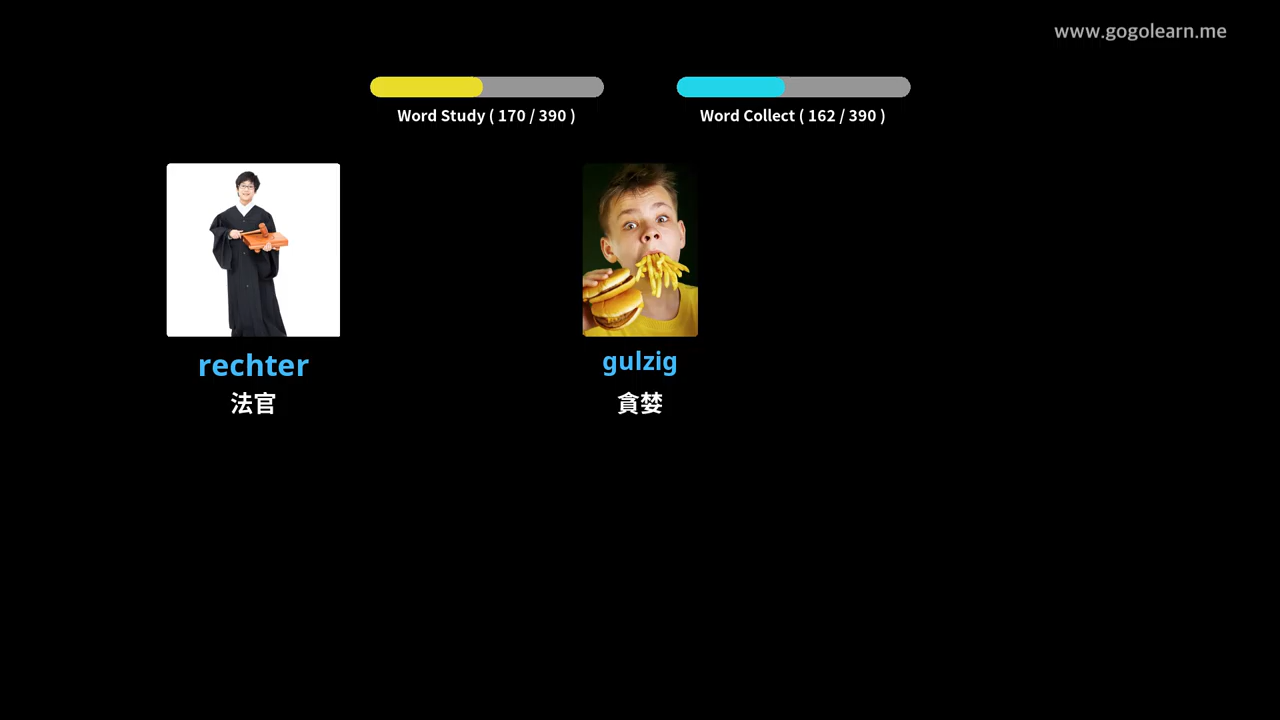 www.gogolearn.me
Word Study ( 170 / 390 )
Word Collect ( 162 / 390 )
rechter
法官
gulzig
貪婪